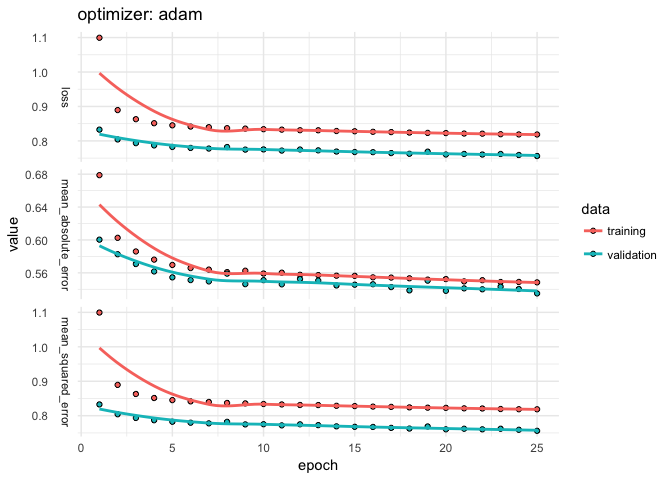 optimizer: adam
1.1
1.0
0.9
0.8
loss
0.68
0.64
0.60
0.56
mean_absolute_error
1.1
1.0
0.9
0.8
mean_squared_error
value
0
5
10
15
20
25
epoch
data
training
validation